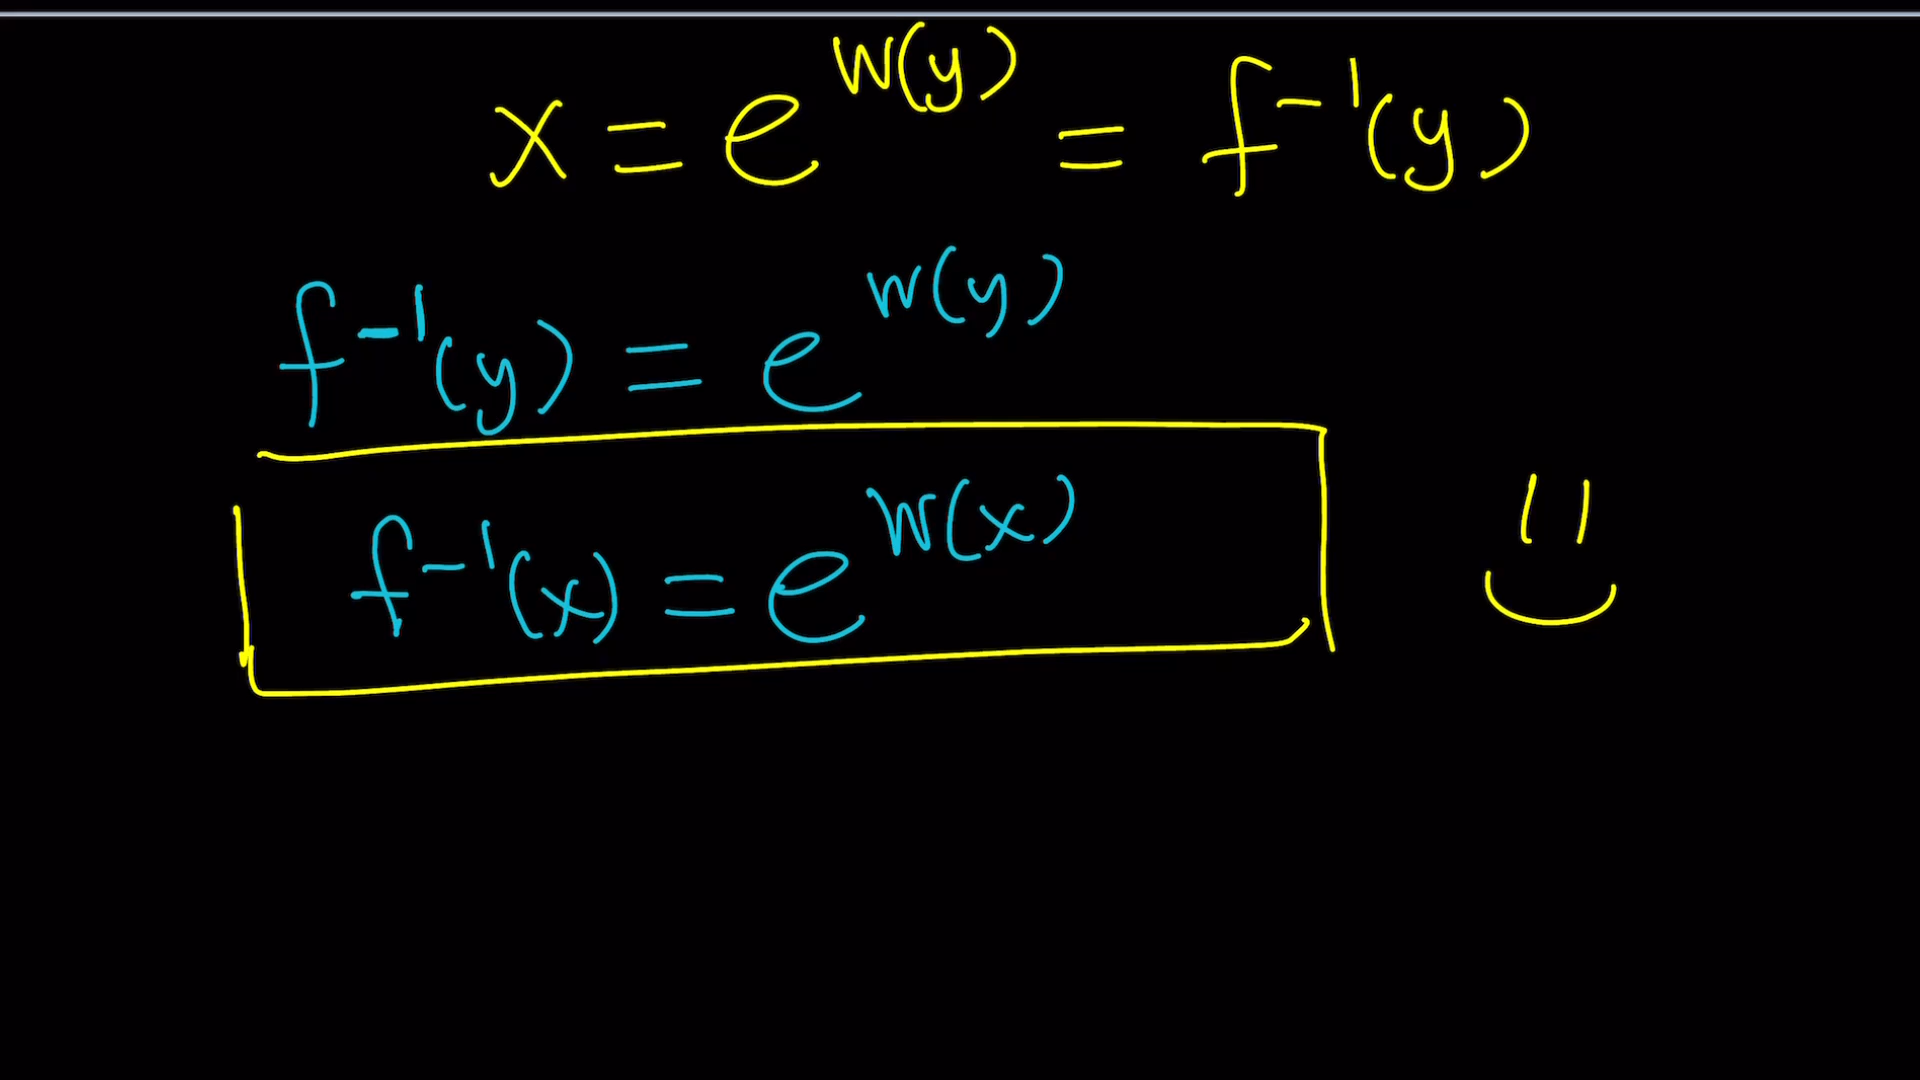 x = e^{W(y)} = f^{-1}(y)
f^{-1}(y) = e^{W(y)}
f^{-1}(x) = e^{W(x)}